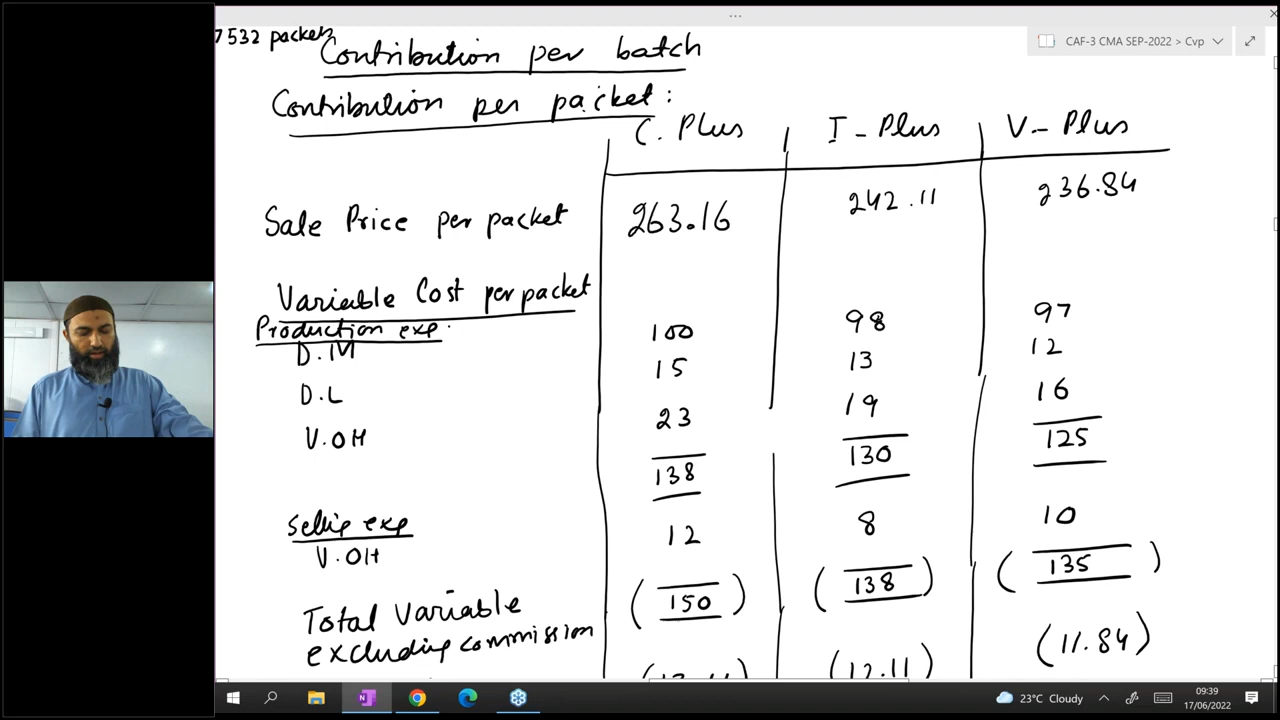 ...
CAF-3 CMA SEP-2022 > Cvp
7532 packets
Contribution per batch
Contribution per packet:
C. Plus I - Plus V - Plus
Sale Price per packet 263.16 242.11 236.84
Variable Cost per packet
Production exp.
D.M 100 98 97
D.L 15 13 12
V.OH 23 19 16
138 130 125
Selling exp
V.OH 12 8 10
Total Variable (150) (138) (135)
excluding commission
(12.11) (11.84)
23°C Cloudy
09:39
17/06/2022